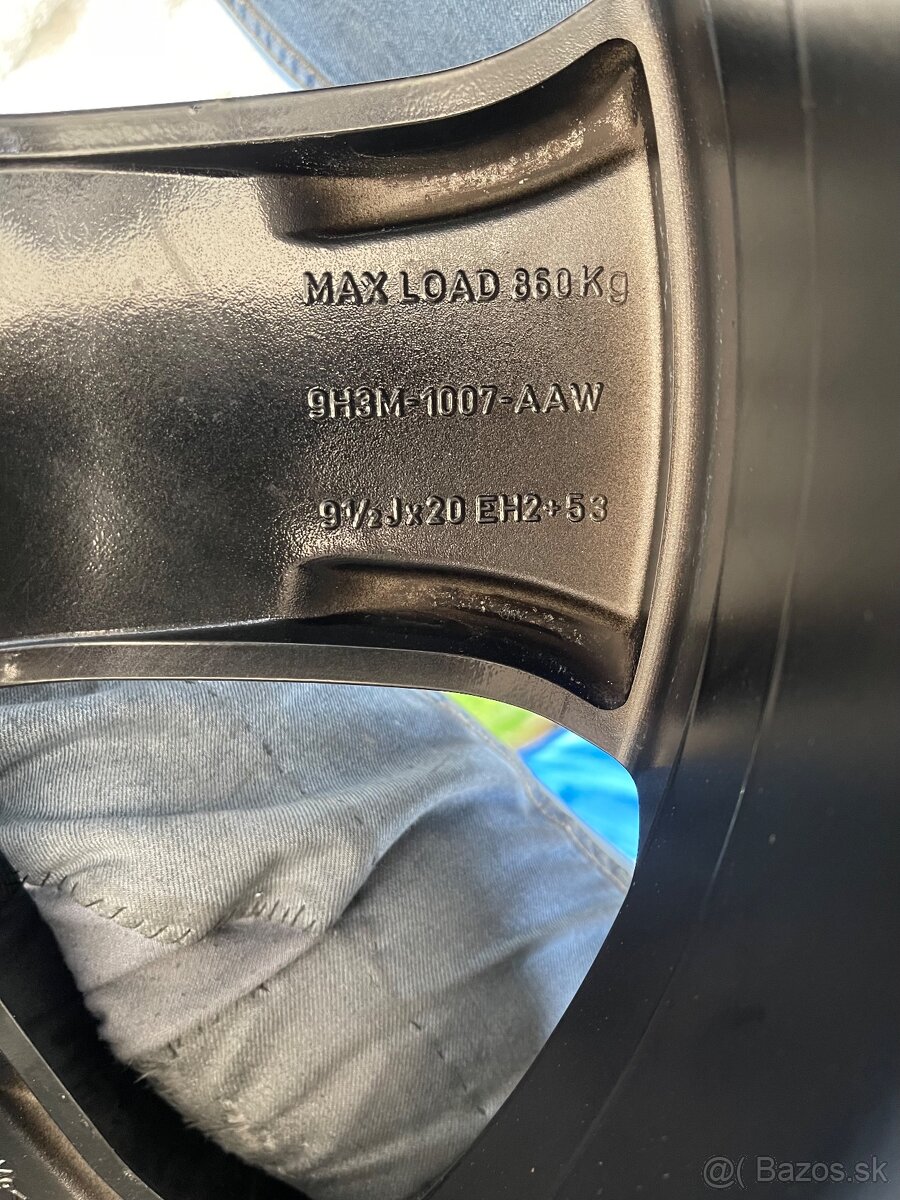 MAX LOAD 860 Kg
9H3M-1007-AAW
9½Jx20 EH2+53
@( Bazos.sk